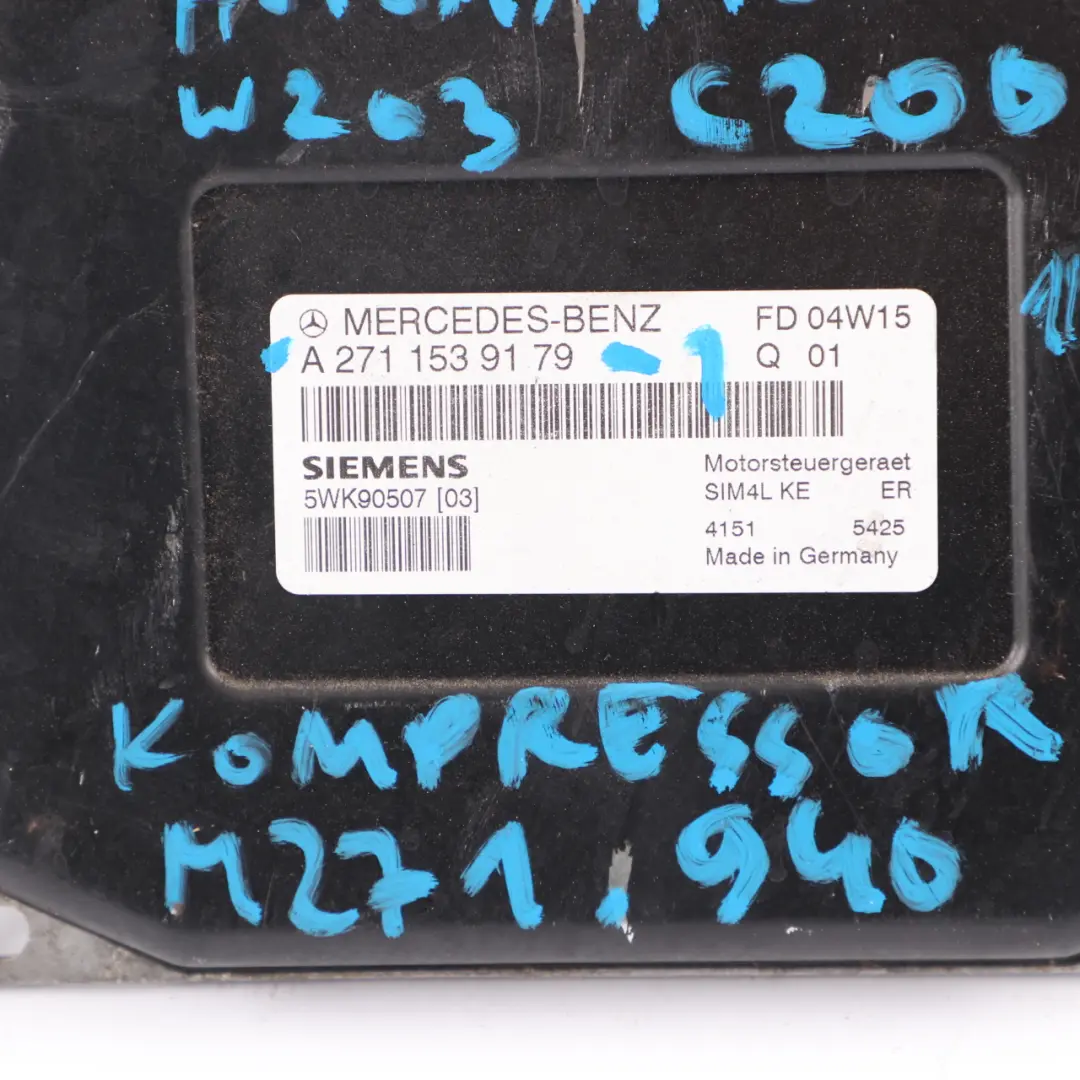 W203 C200
MERCEDES-BENZ FD 04W15
A 271 153 91 79 - 1 Q 01
SIEMENS Motorsteuergeraet
5WK90507 [03] SIM4L KE ER
4151 5425
Made in Germany
KOMPRESSOR
M271.940